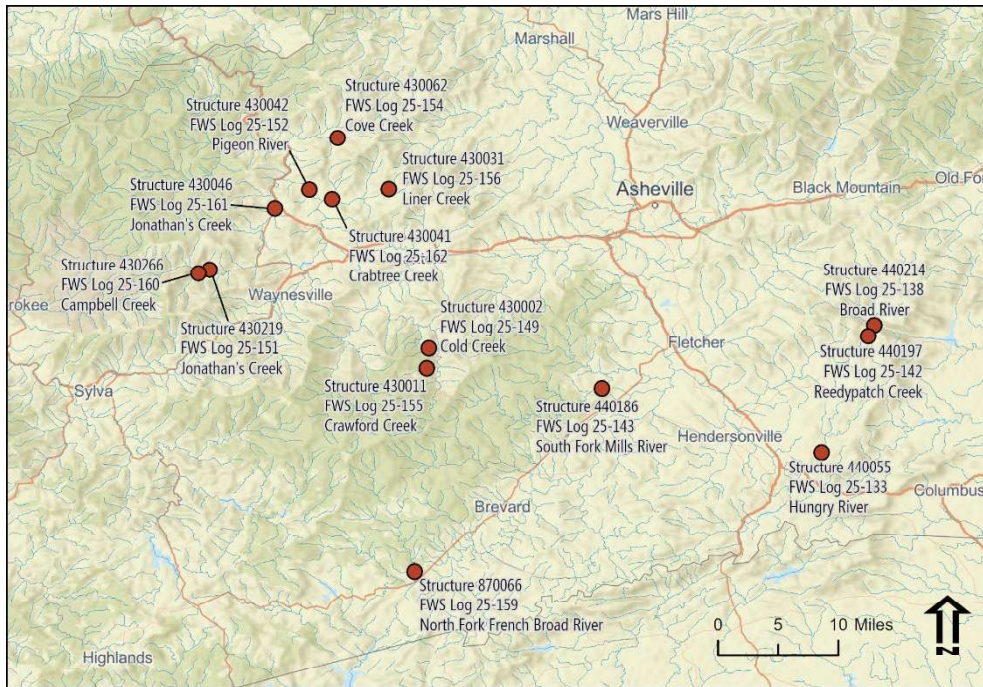 Mars Hill
Marshall
Structure 430062
FWS Log 25-154
Cove Creek
Structure 430042
FWS Log 25-152
Pigeon River
Weaverville
Structure 430031
FWS Log 25-156
Liner Creek
Structure 430046
FWS Log 25-161
Jonathan's Creek
Asheville
Black Mountain
Old For
Structure 430041
FWS Log 25-162
Crabtree Creek
Structure 430266
FWS Log 25-160
Campbell Creek
rokee
Waynesville
Structure 440214
FWS Log 25-138
Broad River
Structure 430219
FWS Log 25-151
Jonathan's Creek
Structure 430002
FWS Log 25-149
Cold Creek
Fletcher
Structure 440197
FWS Log 25-142
Reedypatch Creek
Sylva
Structure 430011
FWS Log 25-155
Crawford Creek
Structure 440186
FWS Log 25-143
South Fork Mills River
Hendersonville
Structure 440055
FWS Log 25-133
Hungry River
Columbus
Brevard
Structure 870066
FWS Log 25-159
North Fork French Broad River
Highlands
0 5 10 Miles
N